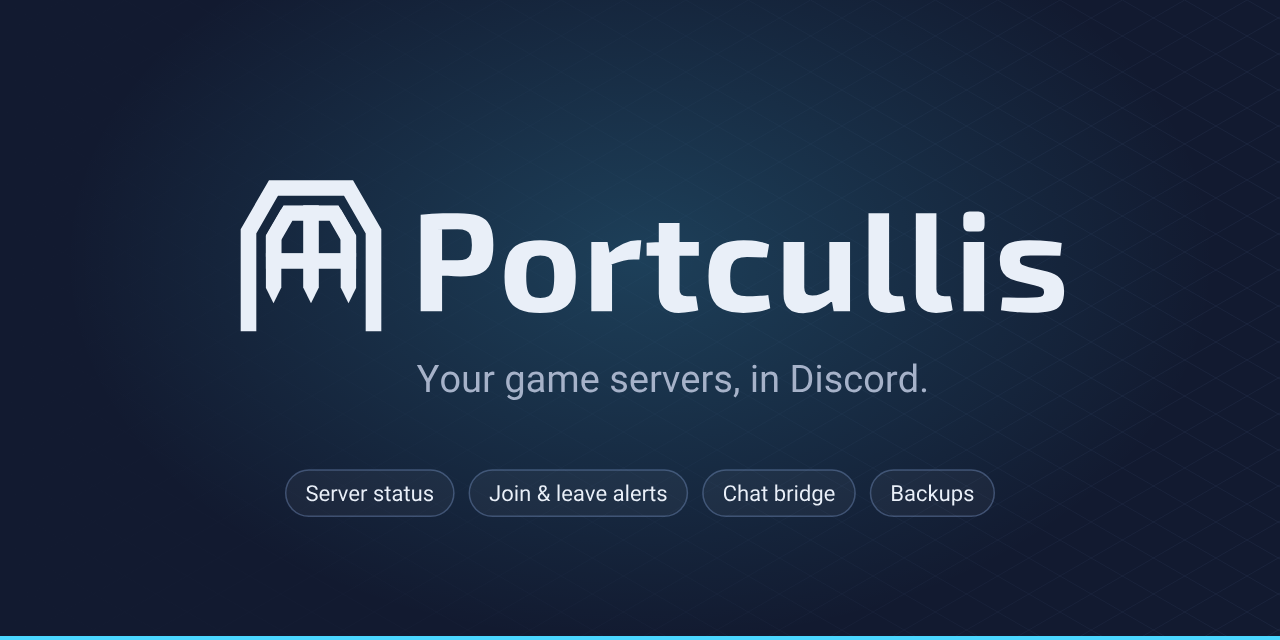 Portcullis
Your game servers, in Discord.
Server status
Join & leave alerts
Chat bridge
Backups